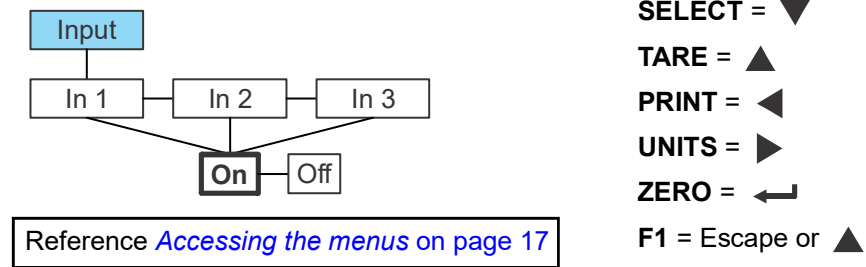 Input
In 1 In 2 In 3
On Off
Reference Accessing the menus on page 17
SELECT = ▼
TARE = ▲
PRINT = ◀
UNITS = ▶
ZERO = ↵
F1 = Escape or ▲